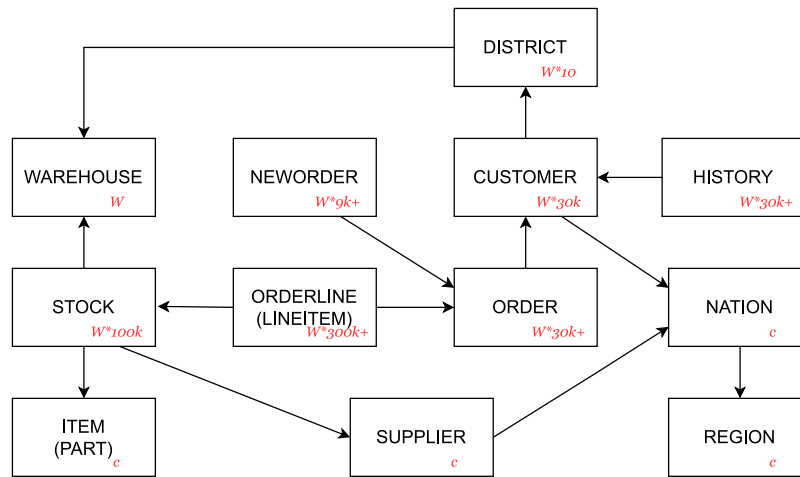 DISTRICT
W*10
WAREHOUSE
W
NEWORDER
W*9k+
CUSTOMER
W*30k
HISTORY
W*30k+
STOCK
W*100k
ORDERLINE
(LINEITEM)
W*300k+
ORDER
W*30k+
NATION
c
ITEM
(PART)
c
SUPPLIER
c
REGION
c